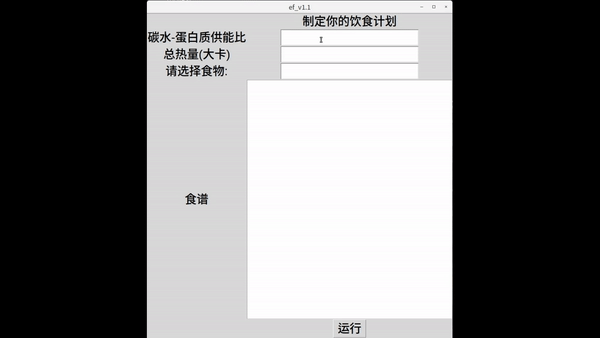 ef_v1.1
制定你的饮食计划
碳水-蛋白质供能比
总热量(大卡)
请选择食物:
食谱
运行